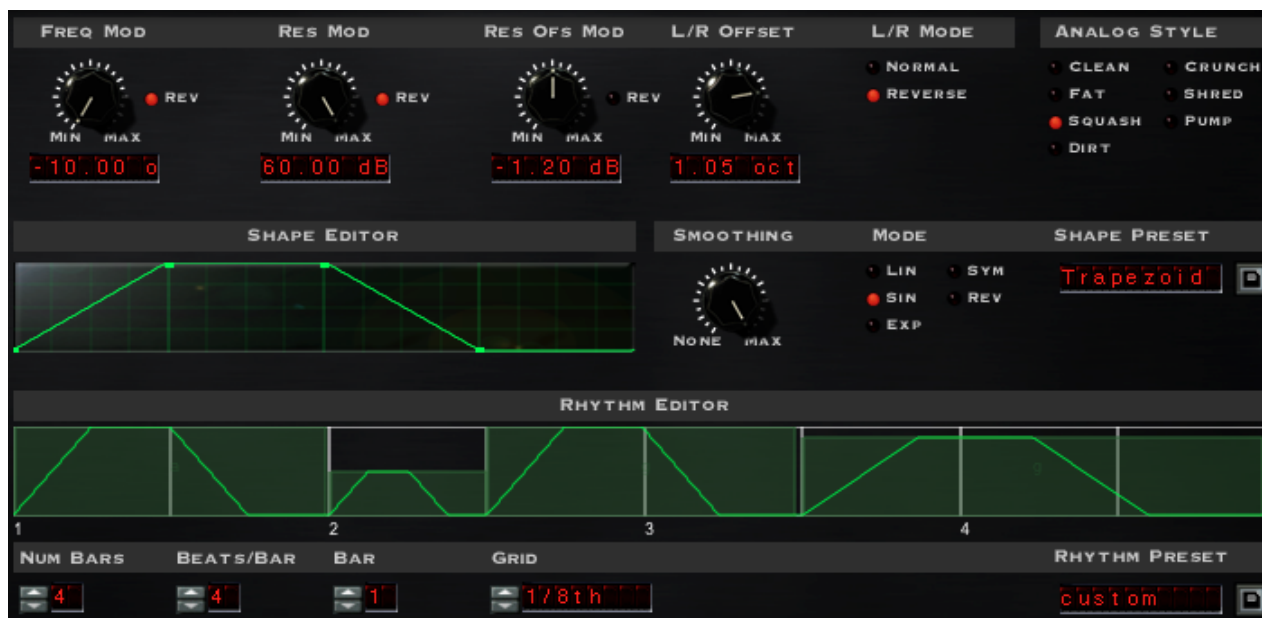 FREQ MOD RES MOD RES OFS MOD L/R OFFSET L/R MODE ANALOG STYLE
NORMAL CLEAN CRUNCH
REV REV REV REVERSE FAT SHRED
SQUASH PUMP
MIN MAX MIN MAX MIN MAX MIN MAX
DIRT
-10.00 o 60.00 dB -1.20 dB 1.05 oct
SHAPE EDITOR SMOOTHING MODE SHAPE PRESET
LIN SYM Trapezoid
SIN REV
EXP
NONE MAX
RHYTHM EDITOR
1 2 3 4
NUM BARS BEATS/BAR BAR GRID RHYTHM PRESET
4 4 1 1/8th custom